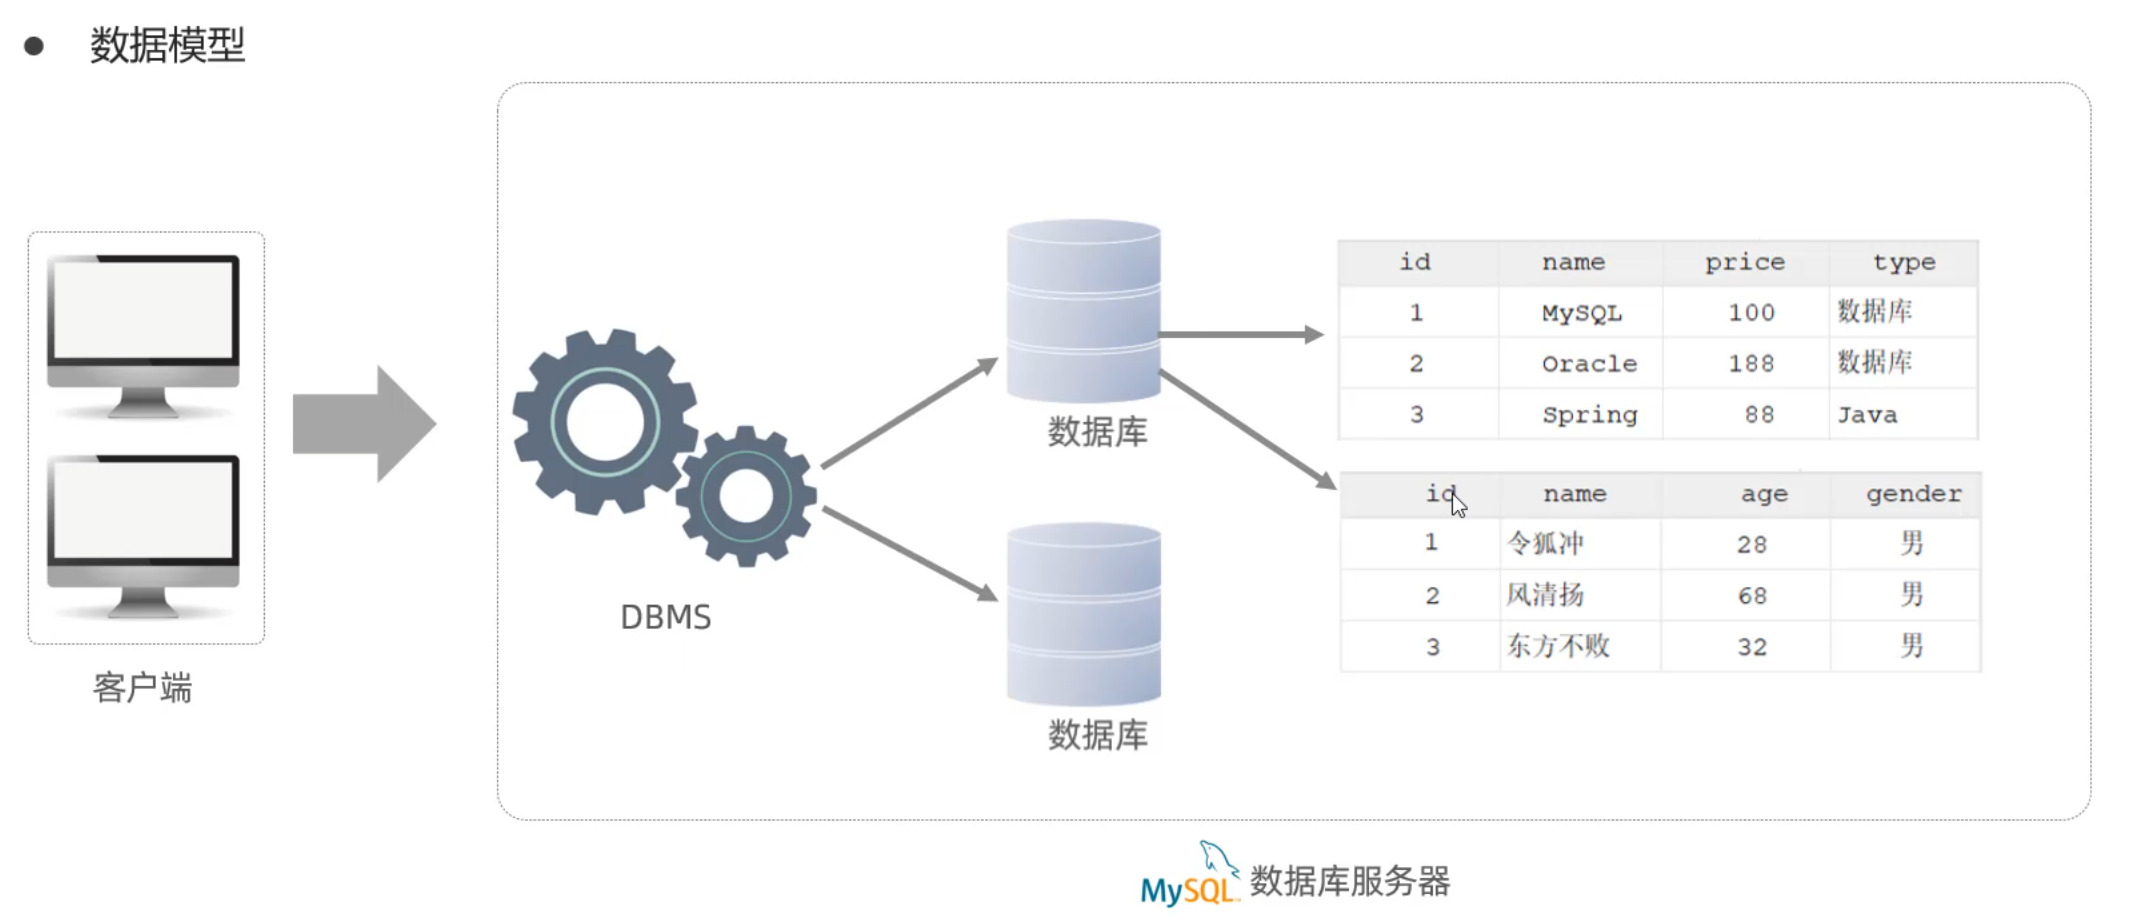 ● 数据模型
客户端
DBMS
数据库
数据库
id name price type
1 MySQL 100 数据库
2 Oracle 188 数据库
3 Spring 88 Java
id name age gender
1 令狐冲 28 男
2 风清扬 68 男
3 东方不败 32 男
MySQL 数据库服务器